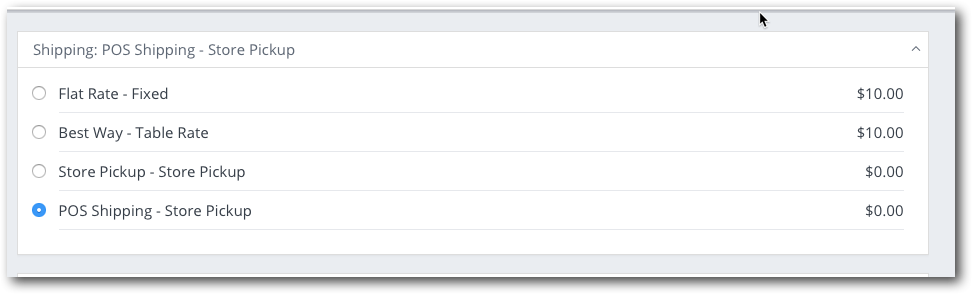 Shipping: POS Shipping - Store Pickup
Flat Rate - Fixed $10.00
Best Way - Table Rate $10.00
Store Pickup - Store Pickup $0.00
POS Shipping - Store Pickup $0.00